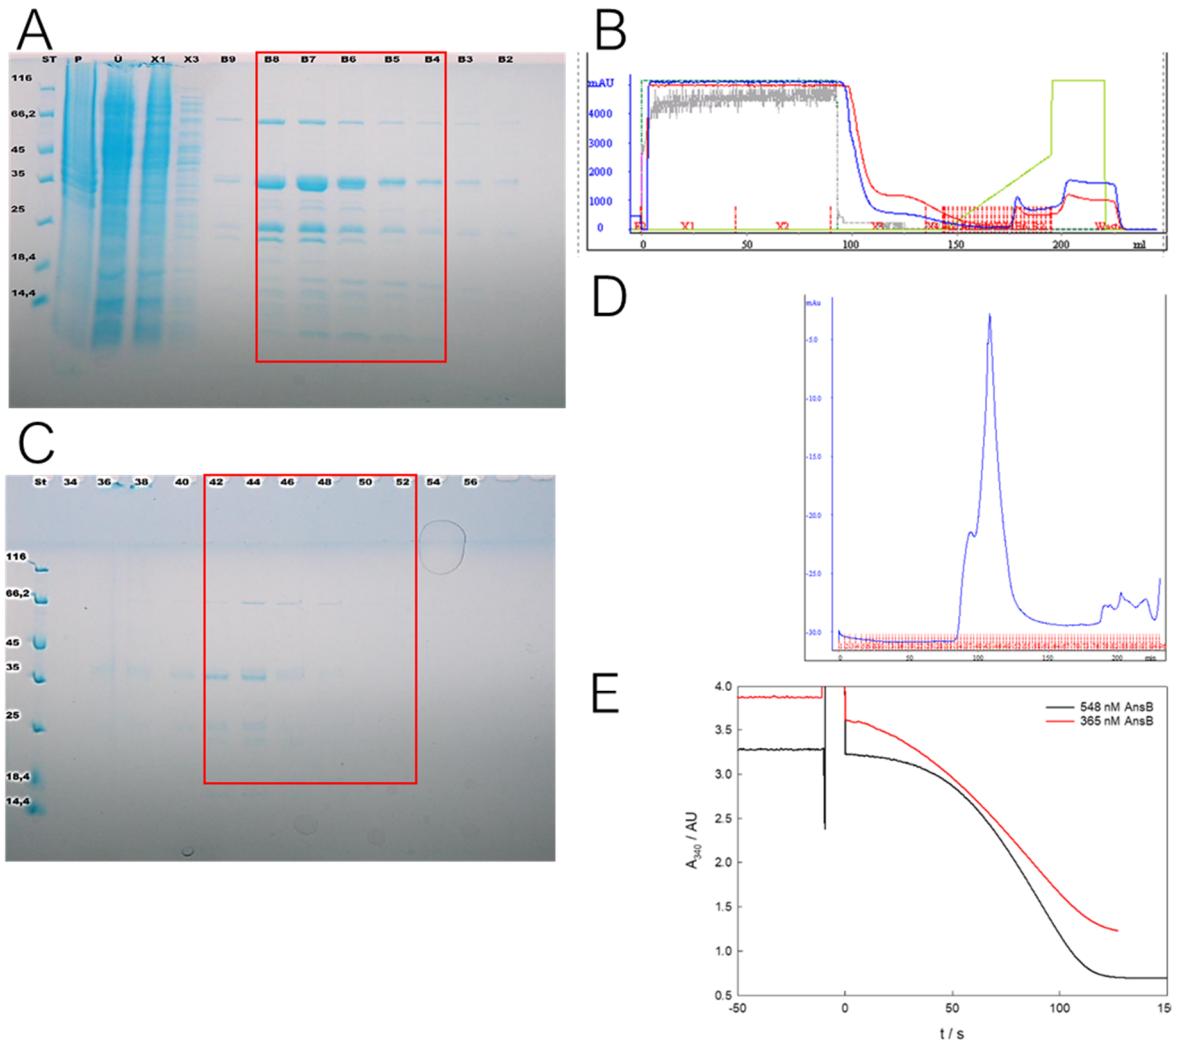 A
ST P Ü X1 X3 B9 B8 B7 B6 B5 B4 B3 B2
116
66,2
45
35
25
18,4
14,4
B
mAU
4000
3000
2000
1000
0
X1 X2
0 50 100 150 200 ml
C
St 34 36 38 40 42 44 46 48 50 52 54 56
116
66,2
45
35
25
18,4
14,4
D
mAu
-5.0
-10.0
-15.0
-20.0
-25.0
-30.0
0 50 100 150 200 min
E
548 nM AnsB
365 nM AnsB
4.0
3.5
3.0
2.5
2.0
1.5
1.0
0.5
A340 / AU
-50 0 50 100 15
t / s